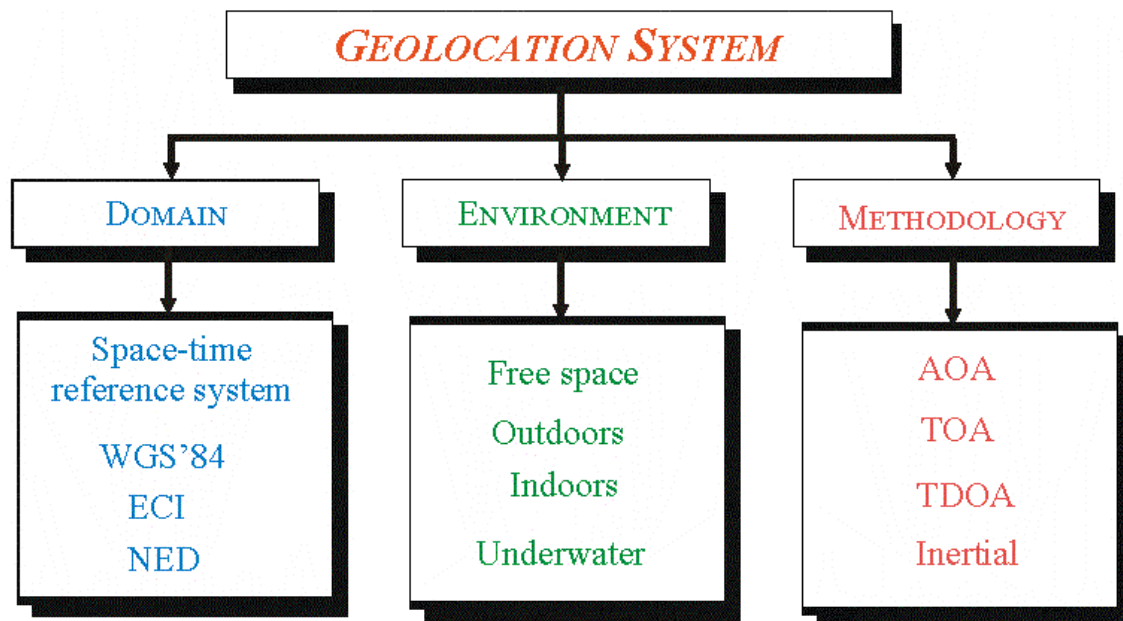 GEOLOCATION SYSTEM
DOMAIN
Space-time
reference system
WGS’84
ECI
NED
ENVIRONMENT
Free space
Outdoors
Indoors
Underwater
METHODOLOGY
AOA
TOA
TDOA
Inertial